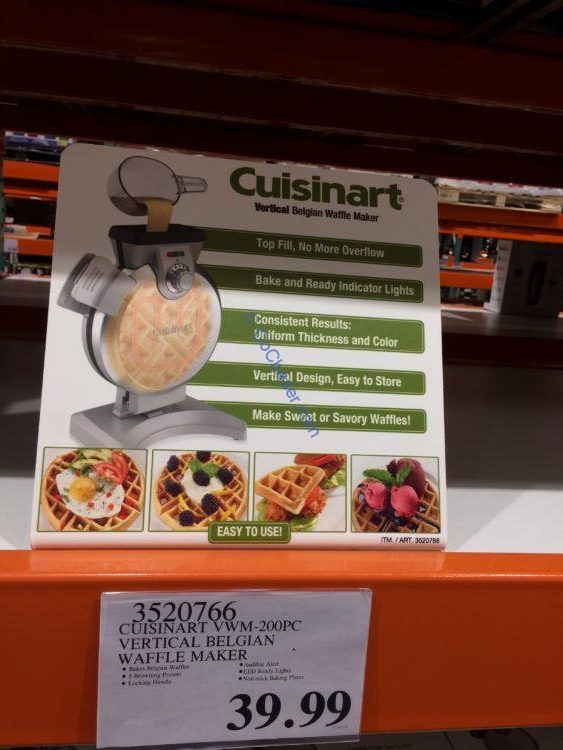 Cuisinart®
Vertical Belgian Waffle Maker
Top Fill, No More Overflow
Bake and Ready Indicator Lights
Consistent Results:
Uniform Thickness and Color
Vertical Design, Easy to Store
Make Sweet or Savory Waffles!
Cuisinart
EASY TO USE!
ITM. / ART. 3520766
3520766
CUISINART VWM-200PC
VERTICAL BELGIAN
WAFFLE MAKER
• Bakes Belgian Waffles
• 5 Browning Presets
• Locking Handle
• Audible Alert
• LED Ready Lights
• Non-stick Baking Plates
39.99